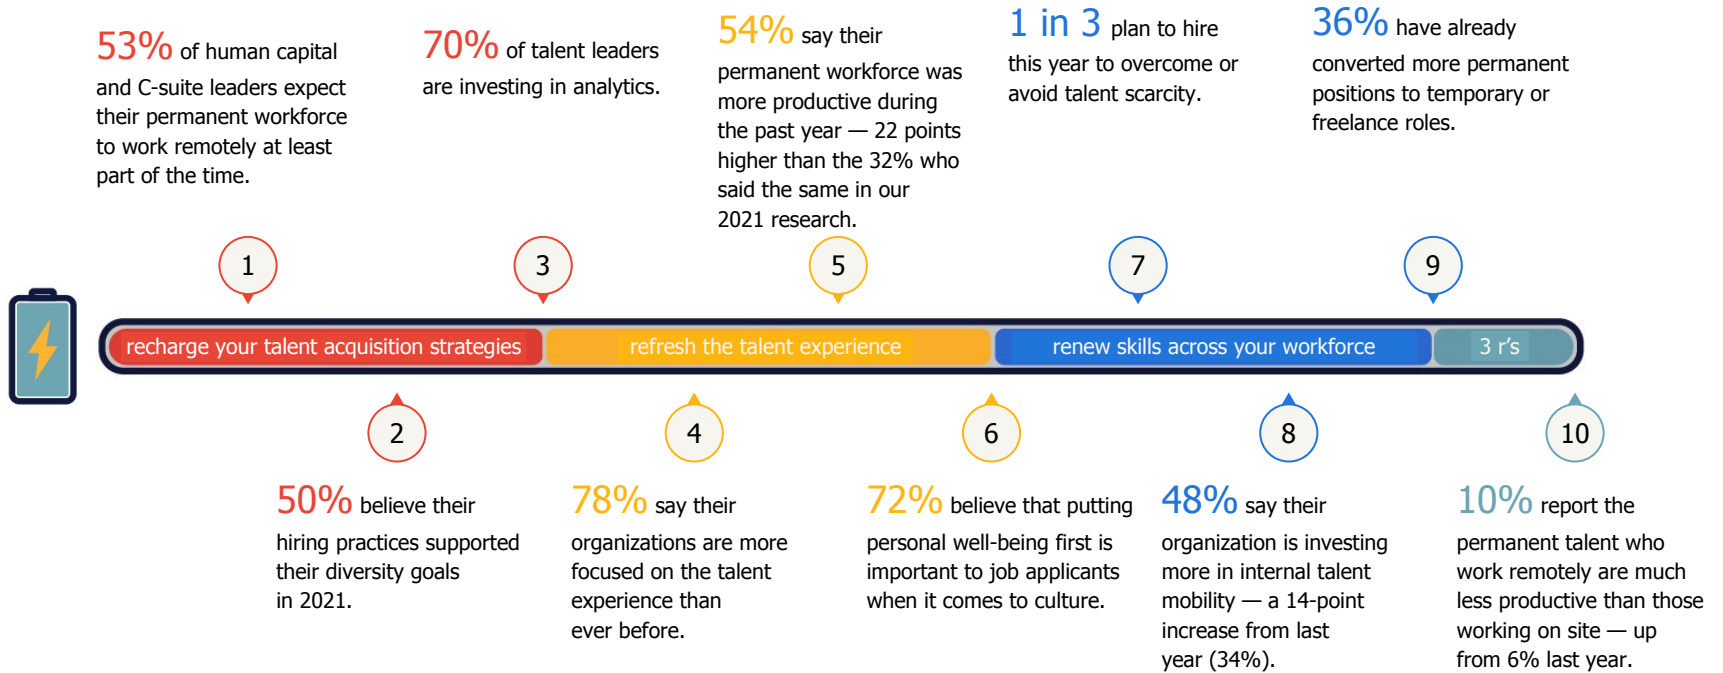 53% of human capital
and C-suite leaders expect
their permanent workforce
to work remotely at least
part of the time.
70% of talent leaders
are investing in analytics.
54% say their
permanent workforce was
more productive during
the past year — 22 points
higher than the 32% who
said the same in our
2021 research.
1 in 3 plan to hire
this year to overcome or
avoid talent scarcity.
36% have already
converted more permanent
positions to temporary or
freelance roles.
1
3
5
7
9
recharge your talent acquisition strategies
refresh the talent experience
renew skills across your workforce
3 r's
2
4
6
8
10
50% believe their
hiring practices supported
their diversity goals
in 2021.
78% say their
organizations are more
focused on the talent
experience than
ever before.
72% believe that putting
personal well-being first is
important to job applicants
when it comes to culture.
48% say their
organization is investing
more in internal talent
mobility — a 14-point
increase from last
year (34%).
10% report the
permanent talent who
work remotely are much
less productive than those
working on site — up
from 6% last year.